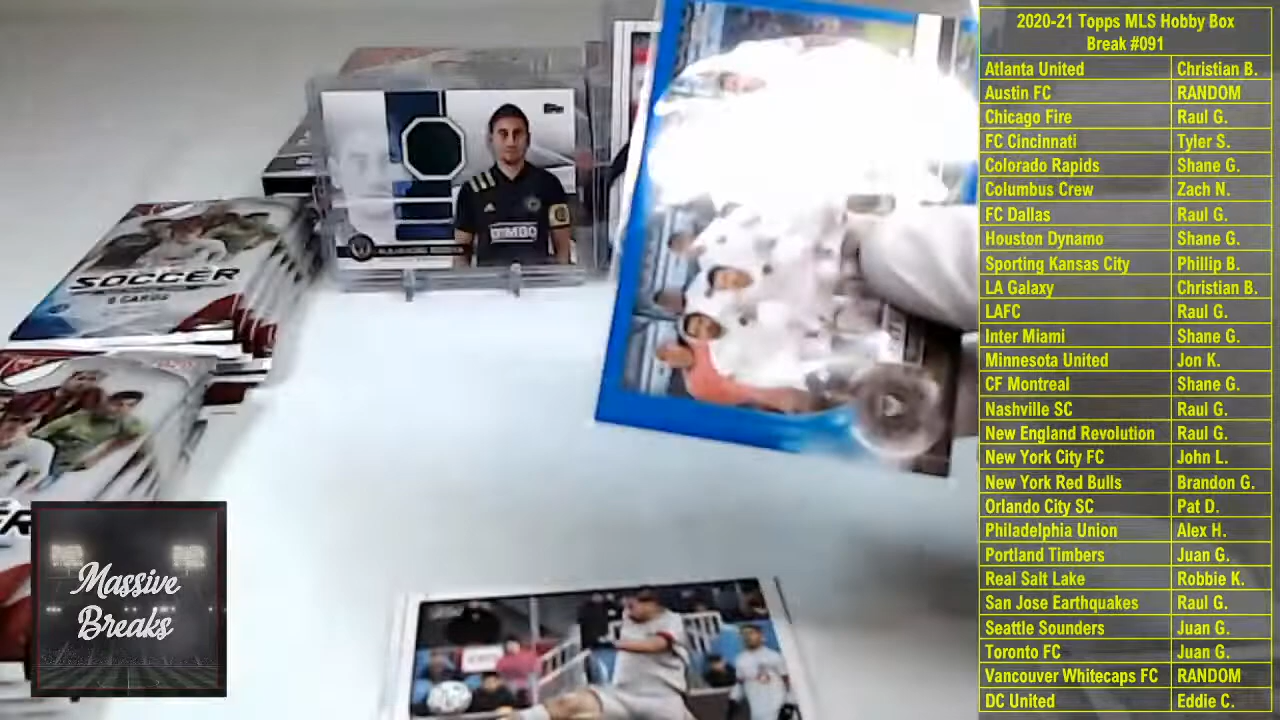 2020-21 Topps MLS Hobby Box
Break #091
Atlanta United Christian B.
Austin FC RANDOM
Chicago Fire Raul G.
FC Cincinnati Tyler S.
Colorado Rapids Shane G.
Columbus Crew Zach N.
FC Dallas Raul G.
Houston Dynamo Shane G.
Sporting Kansas City Phillip B.
LA Galaxy Christian B.
LAFC Raul G.
Inter Miami Shane G.
Minnesota United Jon K.
CF Montreal Shane G.
Nashville SC Raul G.
New England Revolution Raul G.
New York City FC John L.
New York Red Bulls Brandon G.
Orlando City SC Pat D.
Philadelphia Union Alex H.
Portland Timbers Juan G.
Real Salt Lake Robbie K.
San Jose Earthquakes Raul G.
Seattle Sounders Juan G.
Toronto FC Juan G.
Vancouver Whitecaps FC RANDOM
DC United Eddie C.
SOCCER
8 CARDS
BIMBO
Massive
Breaks